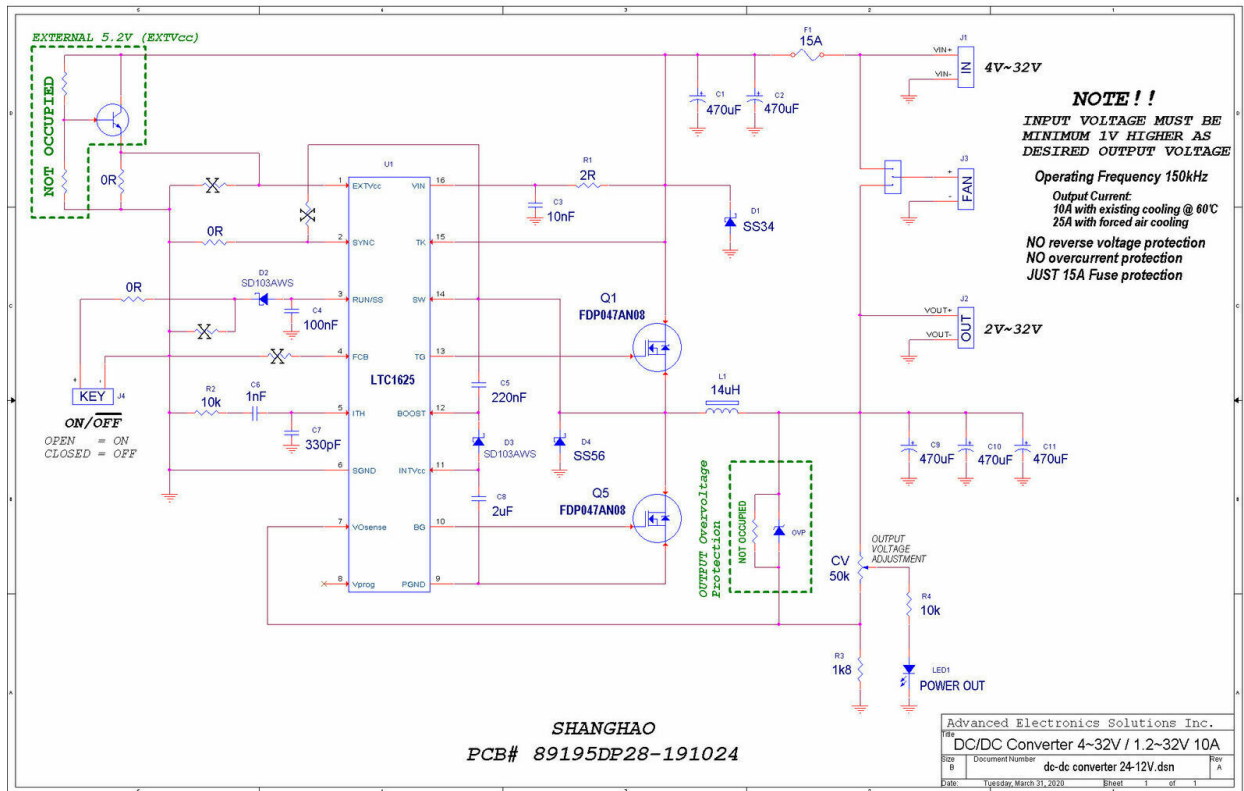 EXTERNAL 5.2V (EXTVcc)
NOT OCCUPIED
0R
X
0R
X
D2
SD103AWS
0R
X
C4
100nF
X
KEY
J4
+
-
ON/OFF
OPEN = ON
CLOSED = OFF
R2
10k
C6
1nF
C7
330pF
U1
LTC1625
1 EXTVcc
2 SYNC
3 RUN/SS
4 FCB
5 ITH
6 SGND
7 VOsense
8 Vprog
VIN 16
TK 15
SW 14
TG 13
BOOST 12
INTVcc 11
BG 10
PGND 9
R1
2R
C3
10nF
C5
220nF
D3
SD103AWS
C8
2uF
D4
SS56
D1
SS34
Q1
FDP047AN08
Q5
FDP047AN08
L1
14uH
C1
470uF
C2
470uF
F1
15A
J1
VIN+
VIN-
IN
4V~32V
J3
+
-
FAN
J2
VOUT+
VOUT-
OUT
2V~32V
NOTE!!
INPUT VOLTAGE MUST BE
MINIMUM 1V HIGHER AS
DESIRED OUTPUT VOLTAGE
Operating Frequency 150kHz
Output Current:
10A with existing cooling @ 60℃
25A with forced air cooling
NO reverse voltage protection
NO overcurrent protection
JUST 15A Fuse protection
C9
470uF
C10
470uF
C11
470uF
OUTPUT Overvoltage
Protection
NOT OCCUPIED
OVP
OUTPUT
VOLTAGE
ADJUSTMENT
CV
50k
R4
10k
R3
1k8
LED1
POWER OUT
SHANGHAO
PCB# 89195DP28-191024
Advanced Electronics Solutions Inc.
Title
DC/DC Converter 4~32V / 1.2~32V 10A
Size
B
Document Number
dc-dc converter 24-12V.dsn
Rev
A
Date: Tuesday, March 31, 2020 Sheet 1 of 1